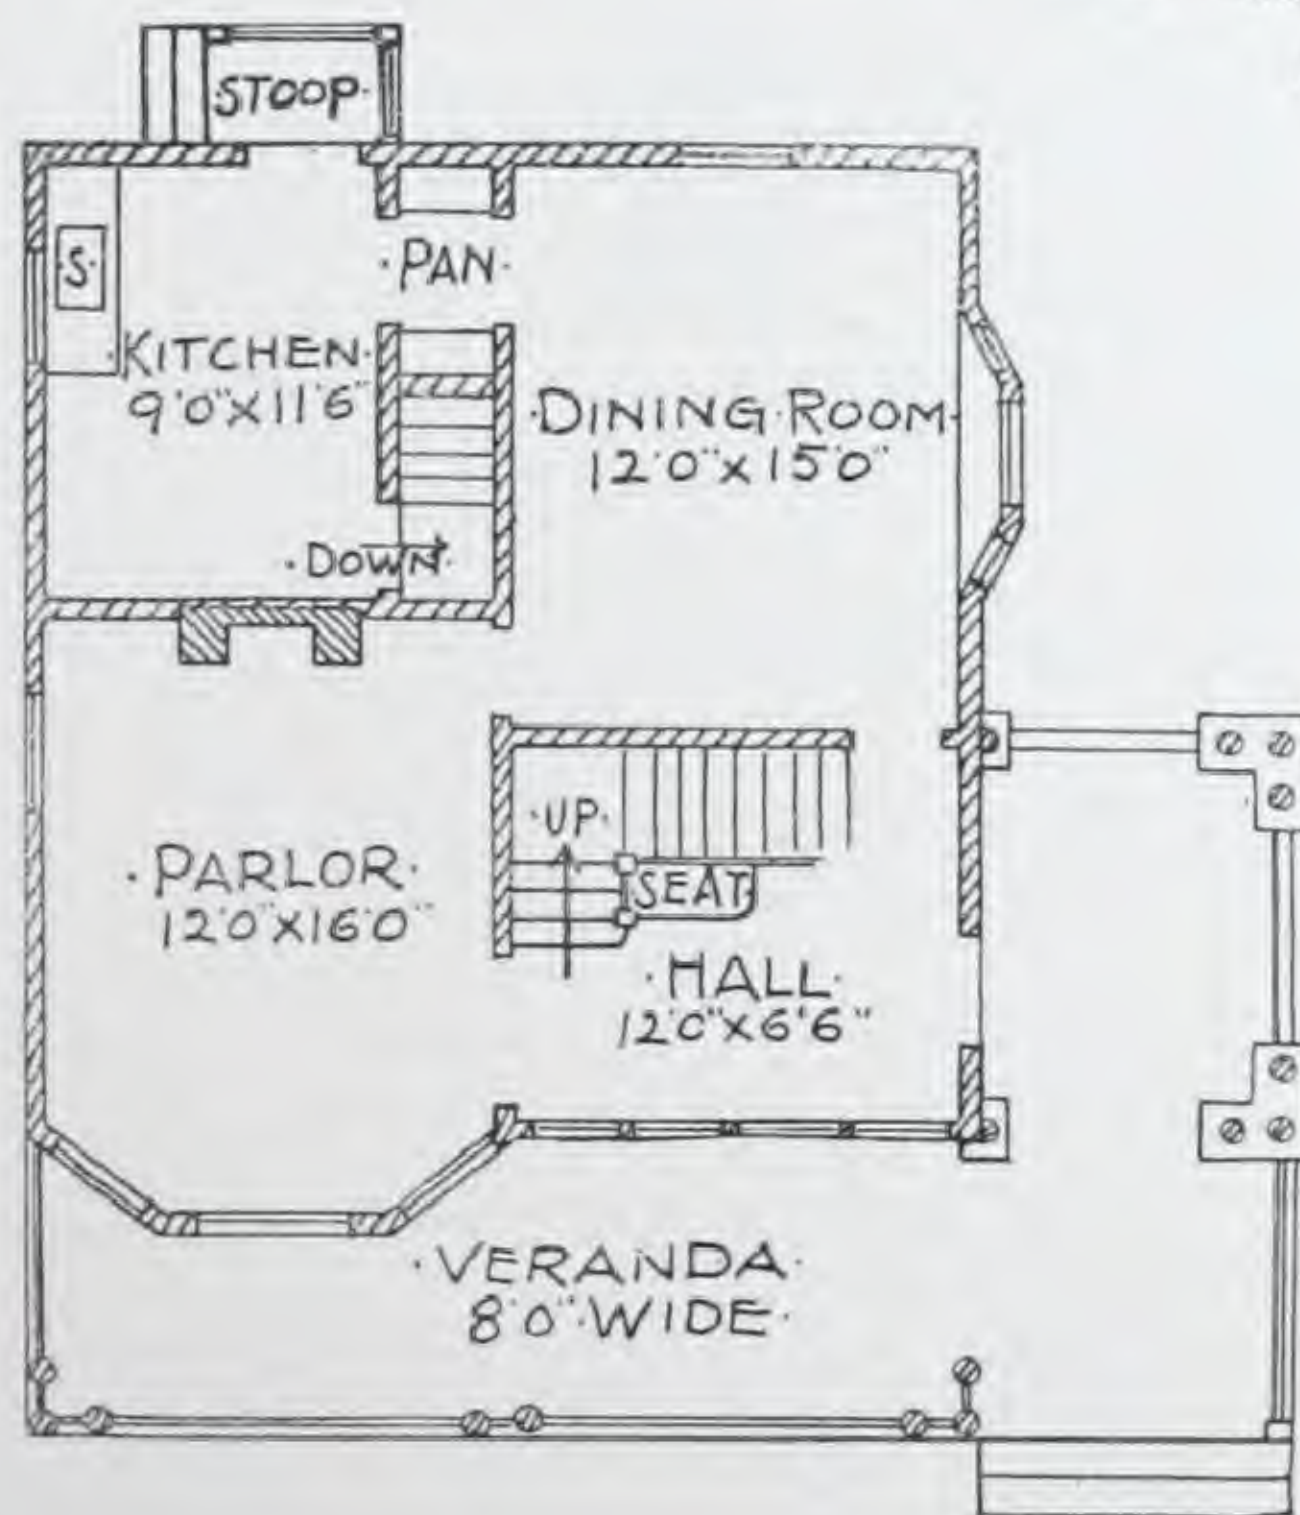 ·STOOP·
·S·
·PAN·
·KITCHEN·
9'0"X11'6"
·DINING·ROOM·
12'0"X15'0"
·DOWN·
·UP·
·SEAT·
·PARLOR·
12'0"X16'0"
·HALL·
12'0"X6'6"
·VERANDA·
8'0"·WIDE·